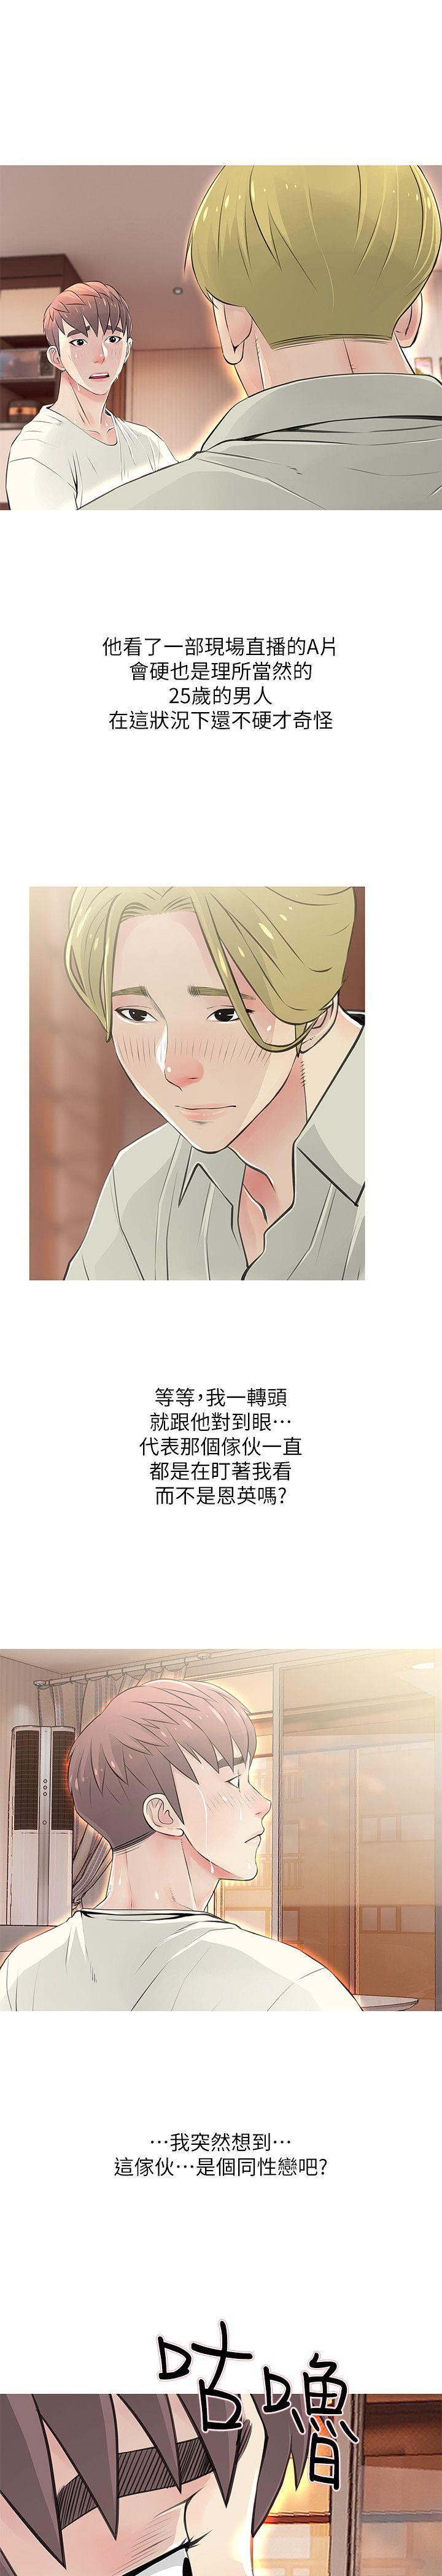 他看了一部現場直播的A片
會硬也是理所當然的
25歲的男人
在這狀況下還不硬才奇怪
等等，我一轉頭
就跟他對到眼…
代表那個傢伙一直
都是在盯著我看
而不是恩英嗎？
…我突然想到…
這傢伙…是個同性戀吧？
咕嚕